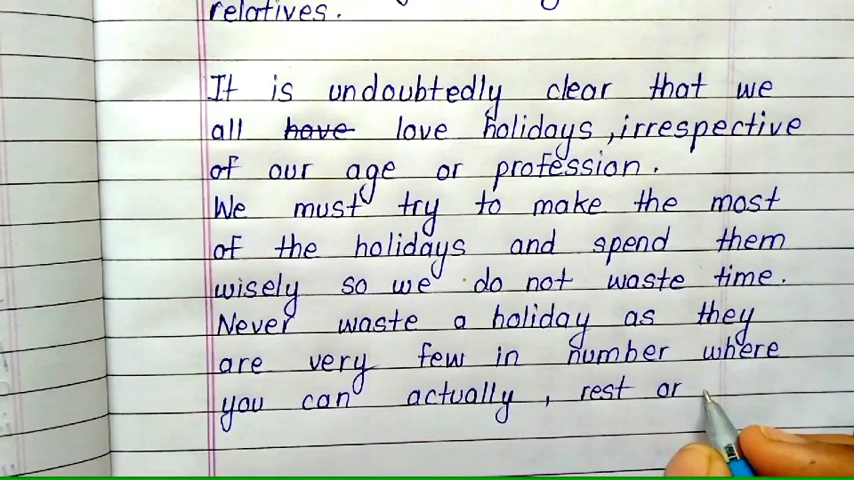 relatives.
It is undoubtedly clear that we
all have love holidays, irrespective
of our age or profession.
We must try to make the most
of the holidays and spend them
wisely so we do not waste time.
Never waste a holiday as they
are very few in number where
you can actually, rest or